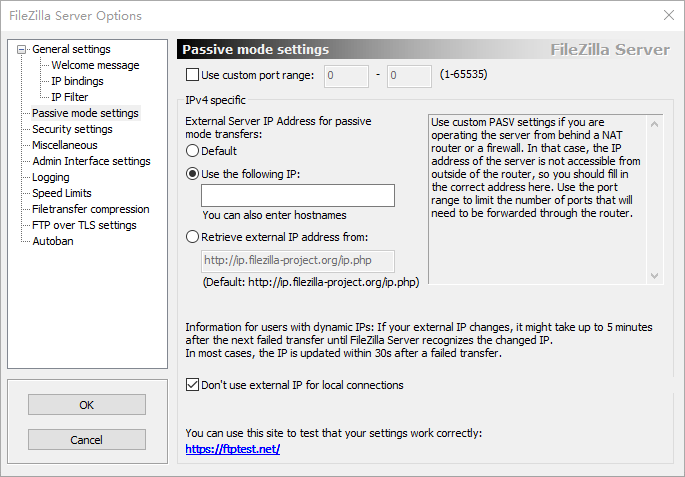 FileZilla Server Options
General settings
Welcome message
IP bindings
IP Filter
Passive mode settings
Security settings
Miscellaneous
Admin Interface settings
Logging
Speed Limits
Filetransfer compression
FTP over TLS settings
Autoban
OK
Cancel
Passive mode settings
FileZilla Server
Use custom port range: 0 - 0 (1-65535)
IPv4 specific
External Server IP Address for passive
mode transfers:
Default
Use the following IP:
You can also enter hostnames
Retrieve external IP address from:
http://ip.filezilla-project.org/ip.php
(Default: http://ip.filezilla-project.org/ip.php)
Use custom PASV settings if you are
operating the server from behind a NAT
router or a firewall. In that case, the IP
address of the server is not accessible from
outside of the router, so you should fill in
the correct address here. Use the port
range to limit the number of ports that will
need to be forwarded through the router.
Information for users with dynamic IPs: If your external IP changes, it might take up to 5 minutes
after the next failed transfer until FileZilla Server recognizes the changed IP.
In most cases, the IP is updated within 30s after a failed transfer.
Don't use external IP for local connections
You can use this site to test that your settings work correctly:
https://ftptest.net/